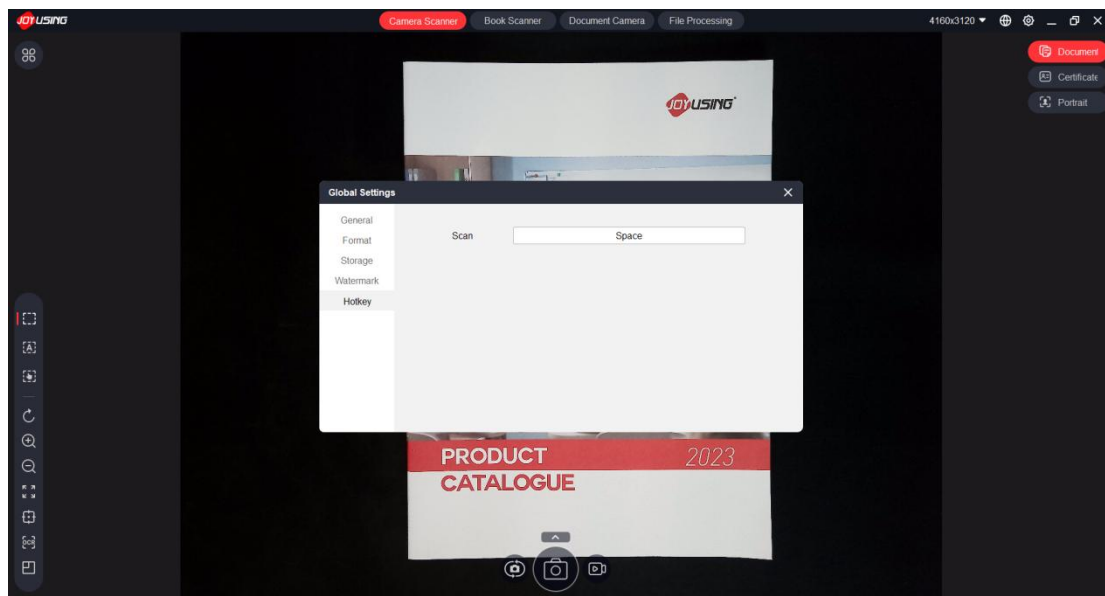 JOYUSING
Camera Scanner
Book Scanner
Document Camera
File Processing
4160x3120
Document
Certificate
Portrait
JOYUSING
Global Settings
General
Format
Storage
Watermark
Hotkey
Scan
Space
A
OCR
PRODUCT 2023
CATALOGUE